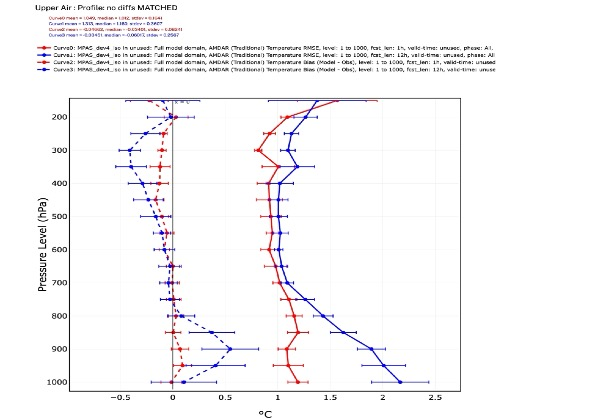 Upper Air : Profile: no diffs MATCHED
Curve0: MPAS_dev4_iso in unused: Full model domain, AMDAR (Traditional) Temperature RMSE, level: 1 to 1000, fcst_len: 1h, valid-time: unused, phase: All,
Curve1: MPAS_dev4_iso in unused: Full model domain, AMDAR (Traditional) Temperature RMSE, level: 1 to 1000, fcst_len: 12h, valid-time: unused, phase: All,
Curve2: MPAS_dev4_iso in unused: Full model domain, AMDAR (Traditional) Temperature Bias (Model - Obs), level: 1 to 1000, fcst_len: 1h, valid-time: unused
Curve3: MPAS_dev4_iso in unused: Full model domain, AMDAR (Traditional) Temperature Bias (Model - Obs), level: 1 to 1000, fcst_len: 12h, valid-time: unuse
200
300
400
500
600
700
800
900
1000
Pressure Level (hPa)
−0.5 0 0.5 1 1.5 2 2.5
°C